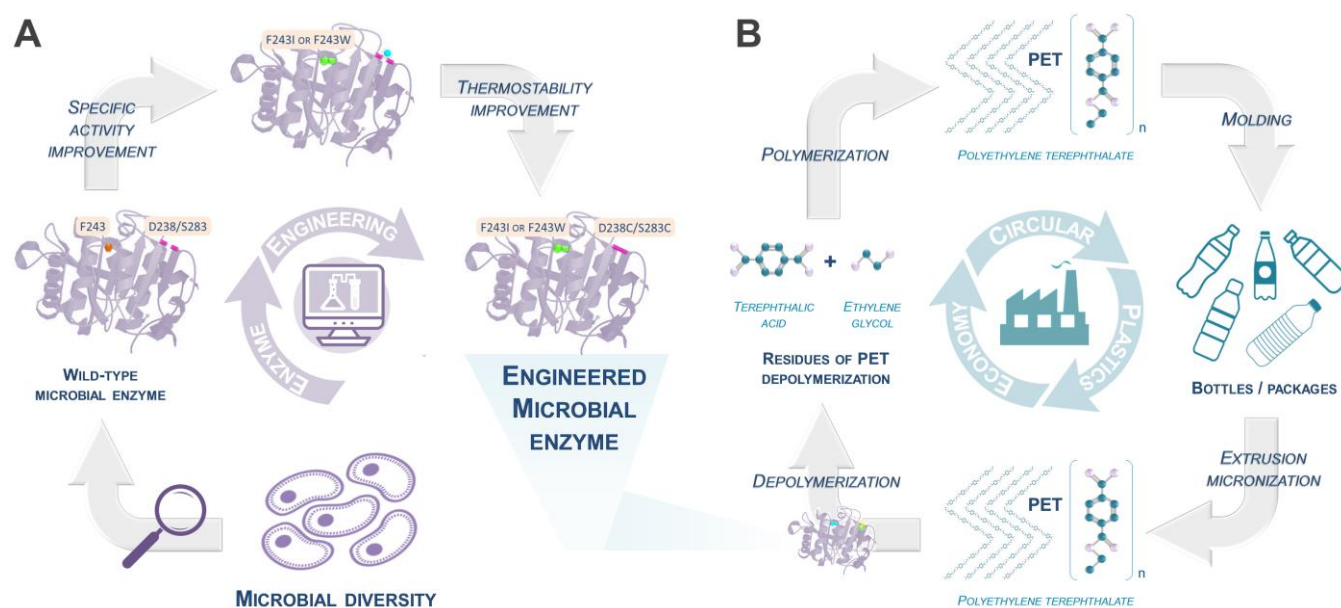 A
F243I OR F243W
SPECIFIC
ACTIVITY
IMPROVEMENT
THERMOSTABILITY
IMPROVEMENT
F243
D238/S283
F243I OR F243W
D238C/S283C
ENZYME
ENGINEERING
WILD-TYPE
MICROBIAL ENZYME
ENGINEERED
MICROBIAL
ENZYME
MICROBIAL DIVERSITY
B
PET
n
POLYETHYLENE TEREPHTHALATE
POLYMERIZATION
MOLDING
+
TEREPHTHALIC
ACID
ETHYLENE
GLYCOL
RESIDUES OF PET
DEPOLYMERIZATION
CIRCULAR
PLASTICS
ECONOMY
BOTTLES / PACKAGES
DEPOLYMERIZATION
EXTRUSION
MICRONIZATION
PET
n
POLYETHYLENE TEREPHTHALATE